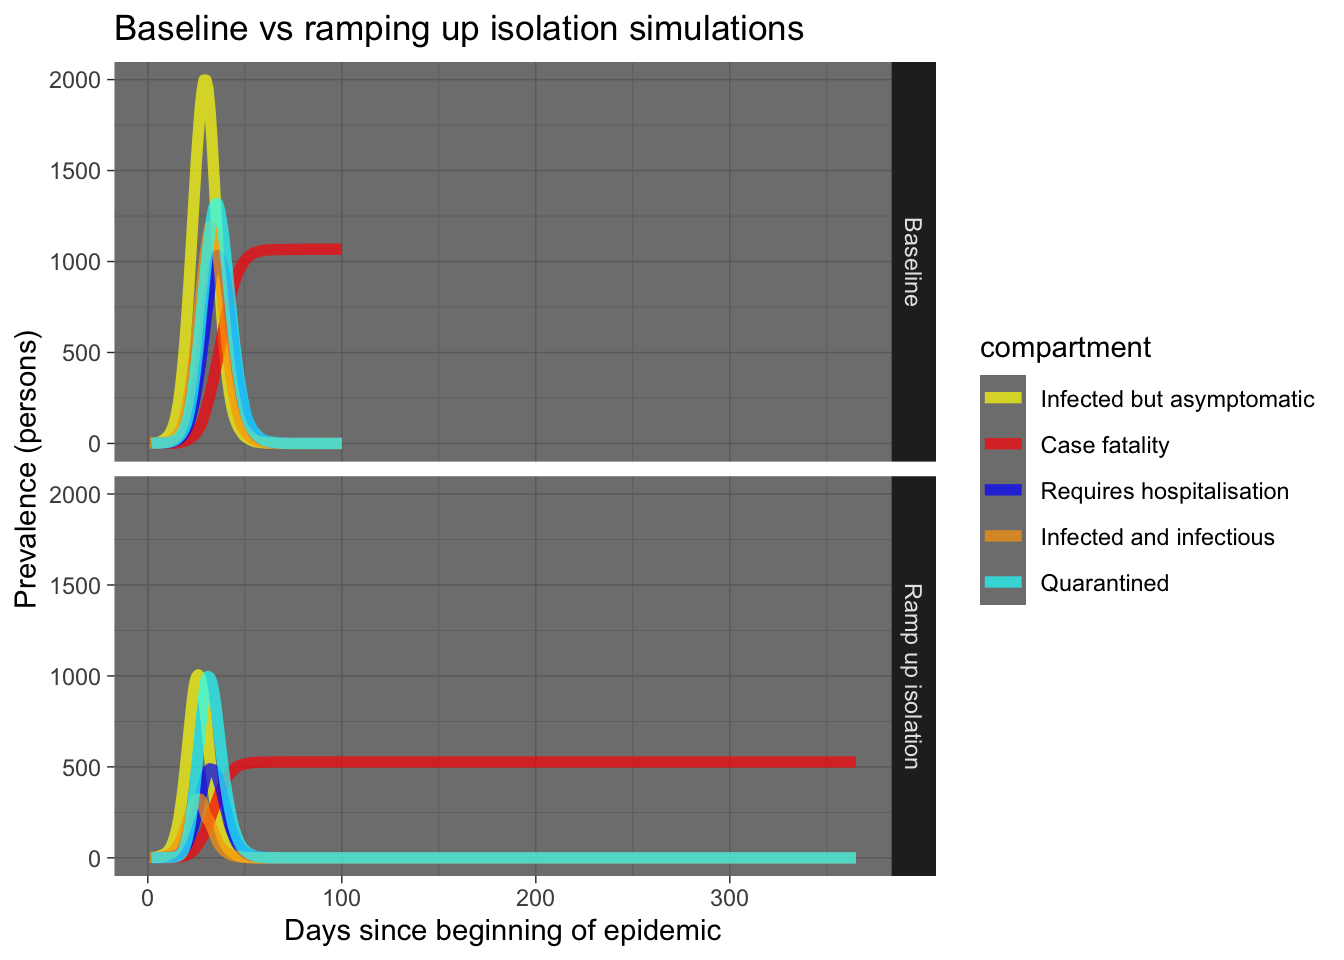 Baseline vs ramping up isolation simulations
Prevalence (persons)
2000
1500
1000
500
0
Baseline
2000
1500
1000
500
0
Ramp up isolation
0 100 200 300
Days since beginning of epidemic
compartment
Infected but asymptomatic
Case fatality
Requires hospitalisation
Infected and infectious
Quarantined